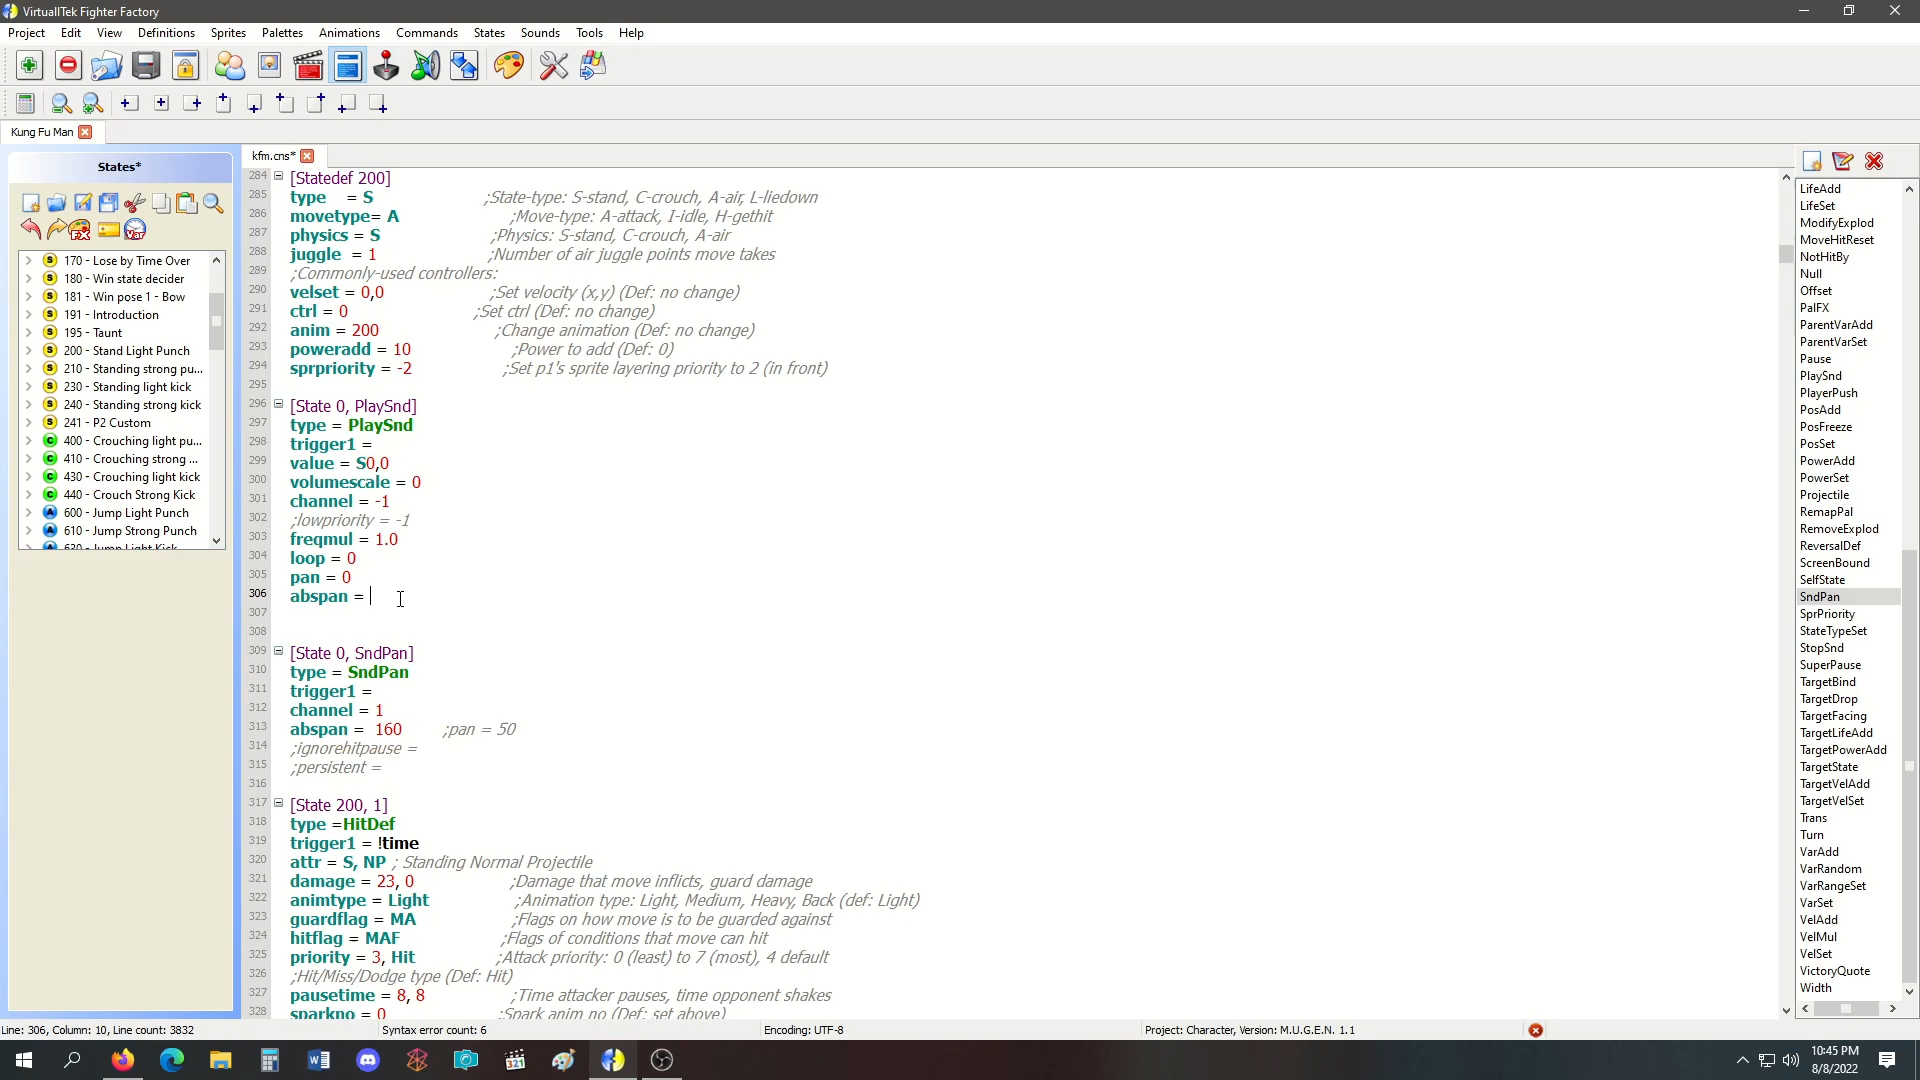 VirtuallTek Fighter Factory
Project Edit View Definitions Sprites Palettes Animations Commands States Sounds Tools Help
Kung Fu Man
States*
kfm.cns*
170 - Lose by Time Over
180 - Win state decider
181 - Win pose 1 - Bow
191 - Introduction
195 - Taunt
200 - Stand Light Punch
210 - Standing strong pu...
230 - Standing light kick
240 - Standing strong kick
241 - P2 Custom
400 - Crouching light pu...
410 - Crouching strong ...
430 - Crouching light kick
440 - Crouch Strong Kick
600 - Jump Light Punch
610 - Jump Strong Punch
630 - Jump Light Kick
284 [Statedef 200]
285 type = S ;State-type: S-stand, C-crouch, A-air, L-liedown
286 movetype= A ;Move-type: A-attack, I-idle, H-gethit
287 physics = S ;Physics: S-stand, C-crouch, A-air
288 juggle = 1 ;Number of air juggle points move takes
289 ;Commonly-used controllers:
290 velset = 0,0 ;Set velocity (x,y) (Def: no change)
291 ctrl = 0 ;Set ctrl (Def: no change)
292 anim = 200 ;Change animation (Def: no change)
293 poweradd = 10 ;Power to add (Def: 0)
294 sprpriority = -2 ;Set p1's sprite layering priority to 2 (in front)
295
296 [State 0, PlaySnd]
297 type = PlaySnd
298 trigger1 =
299 value = S0,0
300 volumescale = 0
301 channel = -1
302 ;lowpriority = -1
303 freqmul = 1.0
304 loop = 0
305 pan = 0
306 abspan =
307
308
309 [State 0, SndPan]
310 type = SndPan
311 trigger1 =
312 channel = 1
313 abspan = 160 ;pan = 50
314 ;ignorehitpause =
315 ;persistent =
316
317 [State 200, 1]
318 type =HitDef
319 trigger1 = !time
320 attr = S, NP ; Standing Normal Projectile
321 damage = 23, 0 ;Damage that move inflicts, guard damage
322 animtype = Light ;Animation type: Light, Medium, Heavy, Back (def: Light)
323 guardflag = MA ;Flags on how move is to be guarded against
324 hitflag = MAF ;Flags of conditions that move can hit
325 priority = 3, Hit ;Attack priority: 0 (least) to 7 (most), 4 default
326 ;Hit/Miss/Dodge type (Def: Hit)
327 pausetime = 8, 8 ;Time attacker pauses, time opponent shakes
328 sparkno = 0 ;Spark anim no (Def: set above)
LifeAdd
LifeSet
ModifyExplod
MoveHitReset
NotHitBy
Null
Offset
PalFX
ParentVarAdd
ParentVarSet
Pause
PlaySnd
PlayerPush
PosAdd
PosFreeze
PosSet
PowerAdd
PowerSet
Projectile
RemapPal
RemoveExplod
ReversalDef
ScreenBound
SelfState
SndPan
SprPriority
StateTypeSet
StopSnd
SuperPause
TargetBind
TargetDrop
TargetFacing
TargetLifeAdd
TargetPowerAdd
TargetState
TargetVelAdd
TargetVelSet
Trans
Turn
VarAdd
VarRandom
VarRangeSet
VarSet
VelAdd
VelMul
VelSet
VictoryQuote
Width
Line: 306, Column: 10, Line count: 3832 Syntax error count: 6 Encoding: UTF-8 Project: Character, Version: M.U.G.E.N. 1.1
10:45 PM
8/8/2022